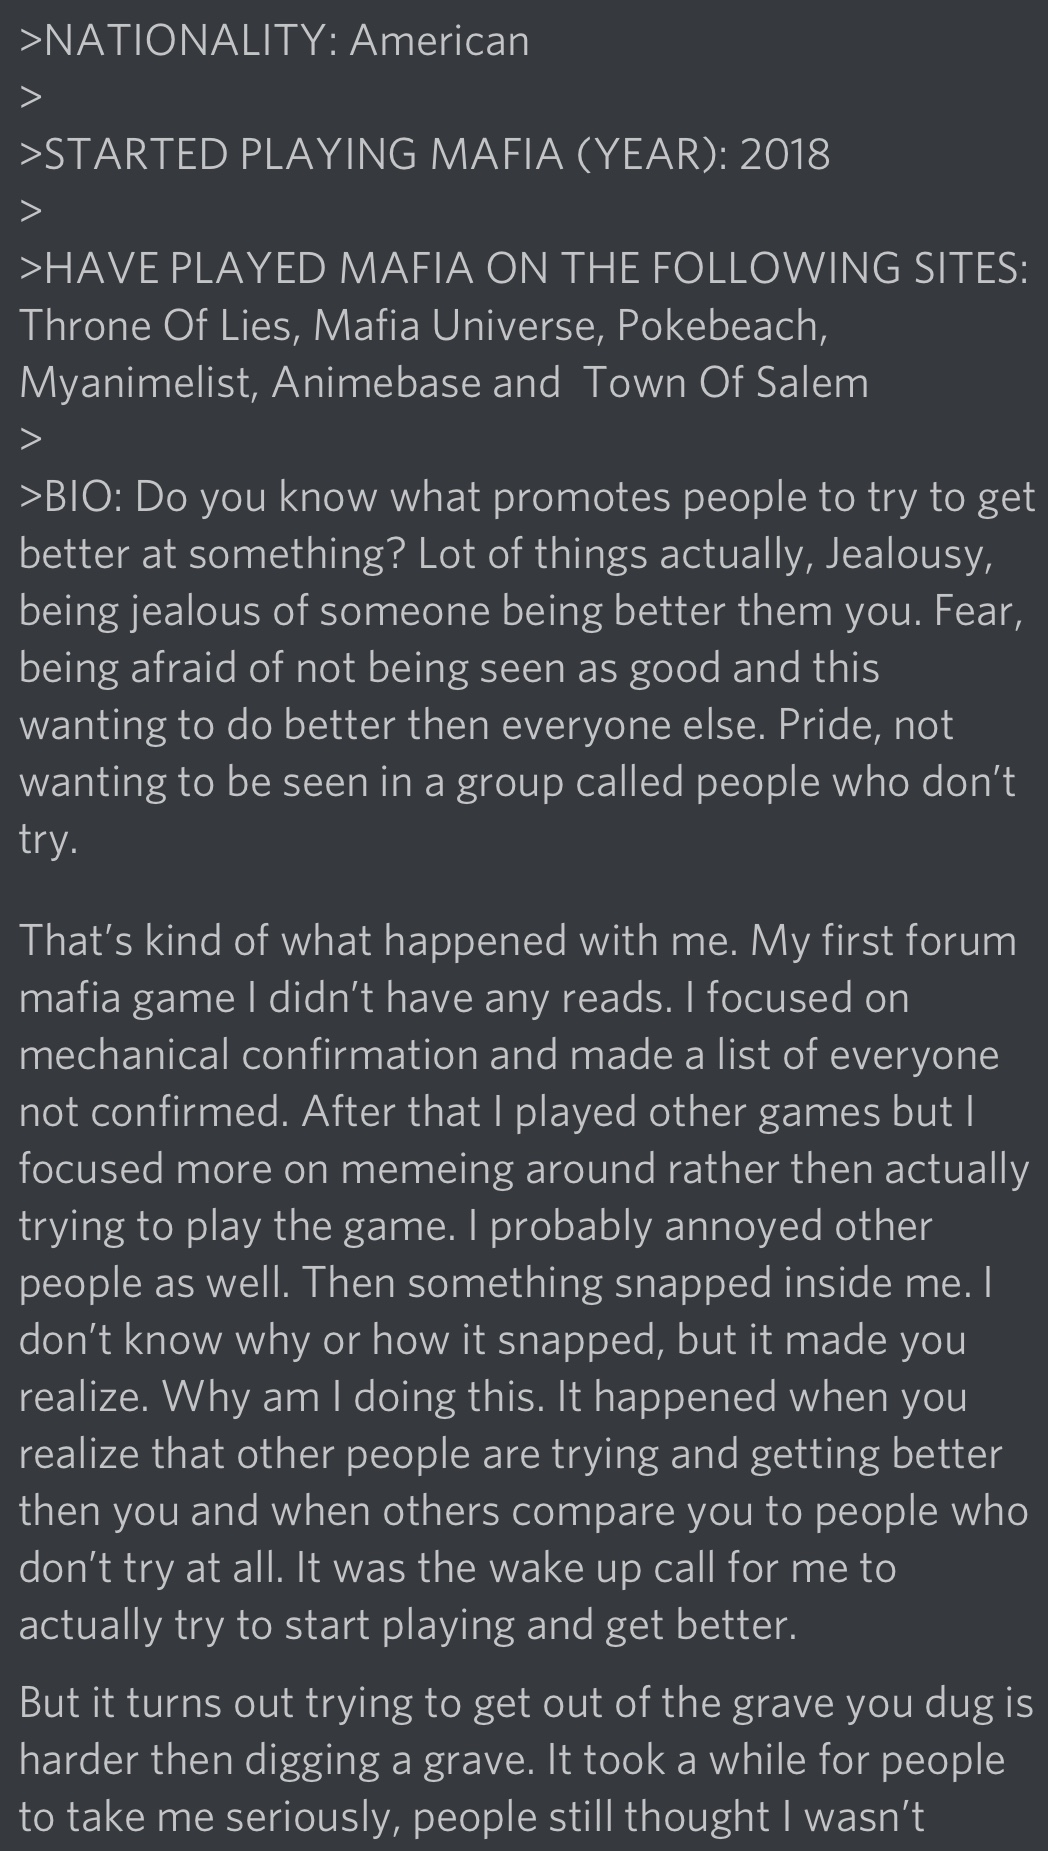 >NATIONALITY: American
>
>STARTED PLAYING MAFIA (YEAR): 2018
>
>HAVE PLAYED MAFIA ON THE FOLLOWING SITES:
Throne Of Lies, Mafia Universe, Pokebeach,
Myanimelist, Animebase and  Town Of Salem
>
>BIO: Do you know what promotes people to try to get
better at something? Lot of things actually, Jealousy,
being jealous of someone being better them you. Fear,
being afraid of not being seen as good and this
wanting to do better then everyone else. Pride, not
wanting to be seen in a group called people who don’t
try.
That’s kind of what happened with me. My first forum
mafia game I didn’t have any reads. I focused on
mechanical confirmation and made a list of everyone
not confirmed. After that I played other games but I
focused more on memeing around rather then actually
trying to play the game. I probably annoyed other
people as well. Then something snapped inside me. I
don’t know why or how it snapped, but it made you
realize. Why am I doing this. It happened when you
realize that other people are trying and getting better
then you and when others compare you to people who
don’t try at all. It was the wake up call for me to
actually try to start playing and get better.
But it turns out trying to get out of the grave you dug is
harder then digging a grave. It took a while for people
to take me seriously, people still thought I wasn’t